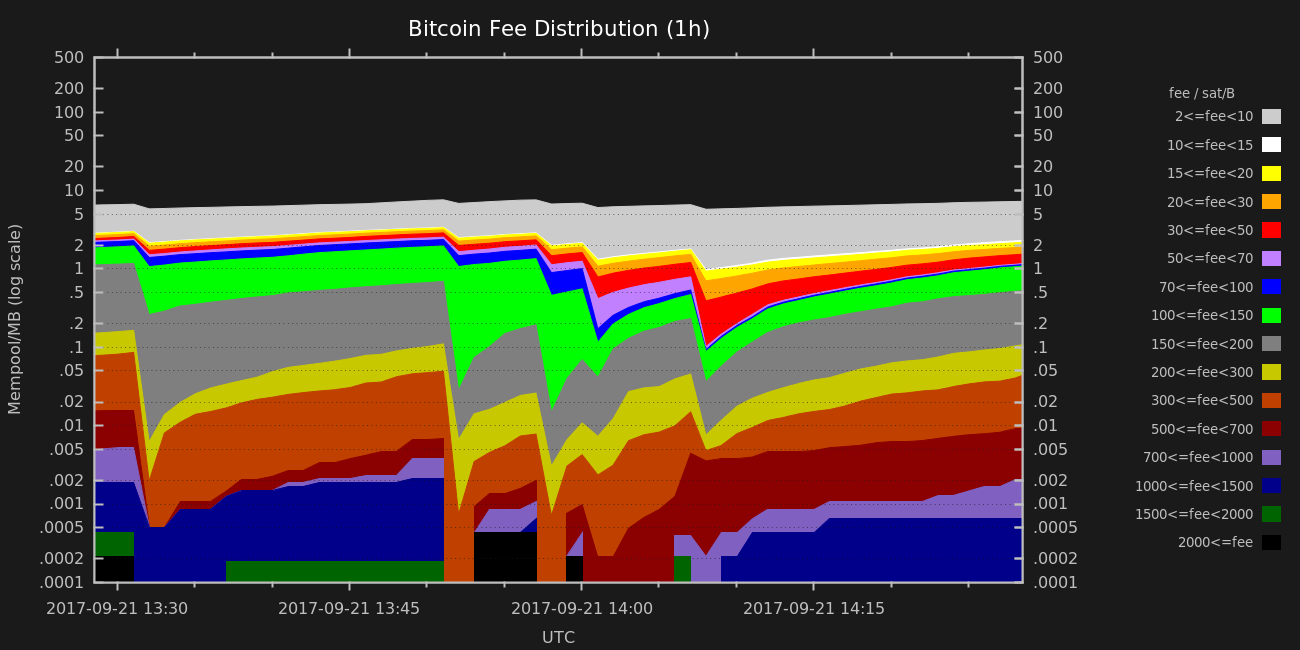 Bitcoin Fee Distribution (1h)
500
200
100
50
20
10
5
2
1
.5
.2
.1
.05
.02
.01
.005
.002
.001
.0005
.0002
.0001
Mempool/MB (log scale)
500
200
100
50
20
10
5
2
1
.5
.2
.1
.05
.02
.01
.005
.002
.001
.0005
.0002
.0001
2017-09-21 13:30
2017-09-21 13:45
2017-09-21 14:00
2017-09-21 14:15
UTC
fee / sat/B
2<=fee<10
10<=fee<15
15<=fee<20
20<=fee<30
30<=fee<50
50<=fee<70
70<=fee<100
100<=fee<150
150<=fee<200
200<=fee<300
300<=fee<500
500<=fee<700
700<=fee<1000
1000<=fee<1500
1500<=fee<2000
2000<=fee